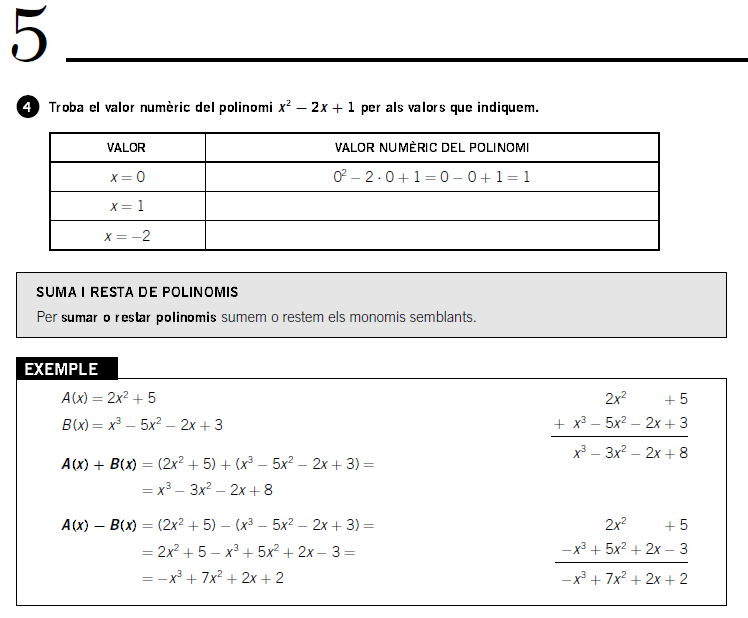 5
4 Troba el valor numèric del polinomi x² – 2x + 1 per als valors que indiquem.
VALOR VALOR NUMÈRIC DEL POLINOMI
x = 0 0² – 2 · 0 + 1 = 0 – 0 + 1 = 1
x = 1
x = –2
SUMA I RESTA DE POLINOMIS
Per sumar o restar polinomis sumem o restem els monomis semblants.
EXEMPLE
A(x) = 2x² + 5
B(x) = x³ – 5x² – 2x + 3
A(x) + B(x) = (2x² + 5) + (x³ – 5x² – 2x + 3) =
= x³ – 3x² – 2x + 8
2x² + 5
+ x³ – 5x² – 2x + 3
x³ – 3x² – 2x + 8
A(x) – B(x) = (2x² + 5) – (x³ – 5x² – 2x + 3) =
= 2x² + 5 – x³ + 5x² + 2x – 3 =
= –x³ + 7x² + 2x + 2
2x² + 5
–x³ + 5x² + 2x – 3
–x³ + 7x² + 2x + 2